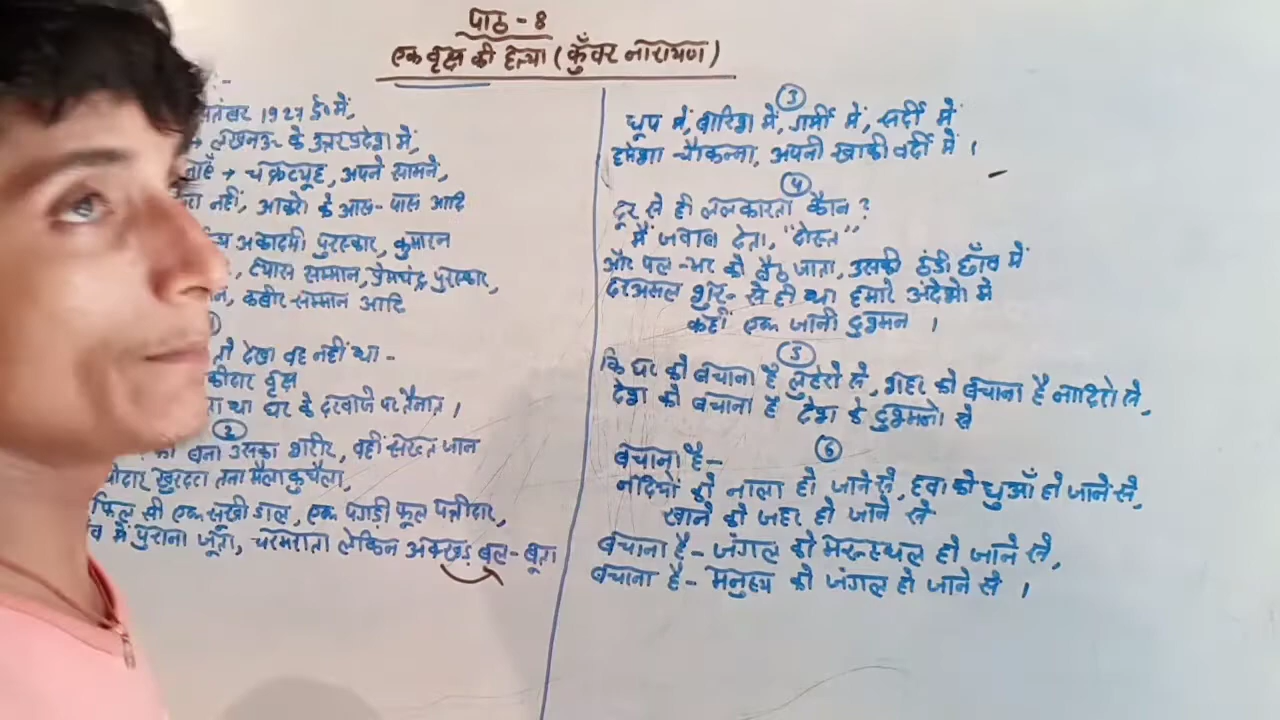 पाठ - 8
एक वृक्ष की हत्या (कुँवर नारायण)
1927 ई० में,
→ लखनऊ के उत्तरप्रदेश में,
→ चक्रव्यूह, अपने सामने,
नहीं, आकारो के आस-पास आदि
अकादमी पुरस्कार, कुमारन
व्यास सम्मान, प्रेमचंद्र पुरस्कार,
कबीर-सम्मान आदि
देखा वह नहीं था -
वृक्ष
था घर के दरवाजे पर तैनात।
②
बना उसका शरीर, वही सख्त जान
खुरदरा तना मैला कुचैला,
सी एक सूखी डाल, एक पगड़ी फूल पत्तीदार,
में पुराना जूता, चरमराता लेकिन अक्खड़ बल-बूता
③
धूप में, बारिश में, गर्मी में, सर्दी में
हमेशा चौकन्ना, अपनी खाकी वर्दी में।
④
दूर से ही ललकारता कौन?
मैं जवाब देता, "दोस्त"
और पल-भर को बैठ जाता, उसकी ठंडी छाँव में
दरअसल शुरू-से ही था हमारे अंदेशो में
कहीं एक जानी दुश्मन।
⑤
कि घर को बचाना है लुटेरो से, शहर को बचाना है नादिरो से,
देश को बचाना है देश के दुश्मनो से
⑥
बचाना है-
नदियों को नाला हो जाने से, हवा को धुआँ हो जाने से,
खाने को जहर हो जाने से
बचाना है- जंगल को मरुस्थल हो जाने से,
बचाना है- मनुष्य को जंगल हो जाने से।